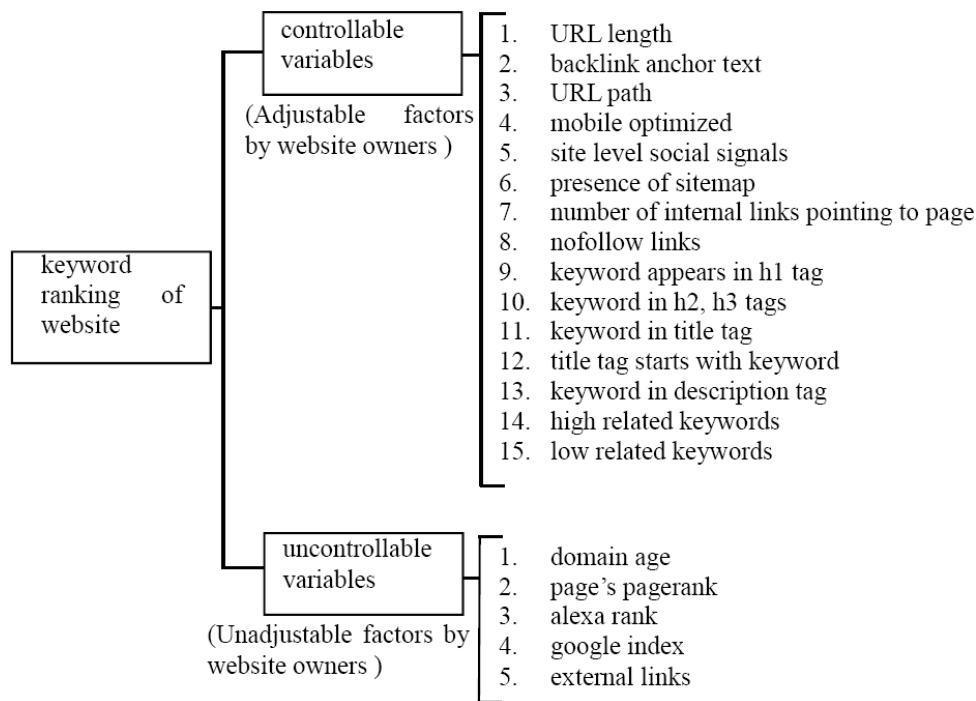 keyword
ranking of
website
controllable
variables
(Adjustable factors
by website owners )
1. URL length
2. backlink anchor text
3. URL path
4. mobile optimized
5. site level social signals
6. presence of sitemap
7. number of internal links pointing to page
8. nofollow links
9. keyword appears in h1 tag
10. keyword in h2, h3 tags
11. keyword in title tag
12. title tag starts with keyword
13. keyword in description tag
14. high related keywords
15. low related keywords
uncontrollable
variables
(Unadjustable factors by
website owners )
1. domain age
2. page’s pagerank
3. alexa rank
4. google index
5. external links